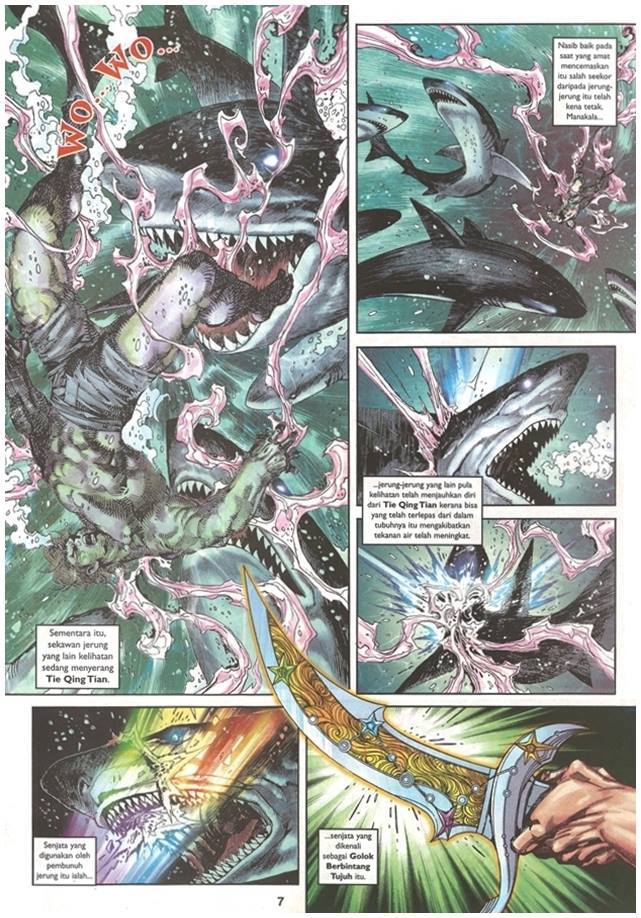 WO...WO...
Sementara itu,
sekawan jerung
yang lain kelihatan
sedang menyerang
Tie Qing Tian.
Nasib baik pada
saat yang amat
mencemaskan
itu salah seekor
daripada jerung-
jerung itu telah
kena tetak.
Manakala...
...jerung-jerung yang lain pula
kelihatan telah menjauhkan diri
dari Tie Qing Tian kerana bisa
yang telah terlepas dari dalam
tubuhnya itu mengakibatkan
tekanan air telah meningkat.
Senjata yang
digunakan oleh
pembunuh
jerung itu ialah...
...senjata yang
dikenali
sebagai Golok
Berbintang
Tujuh itu.
7